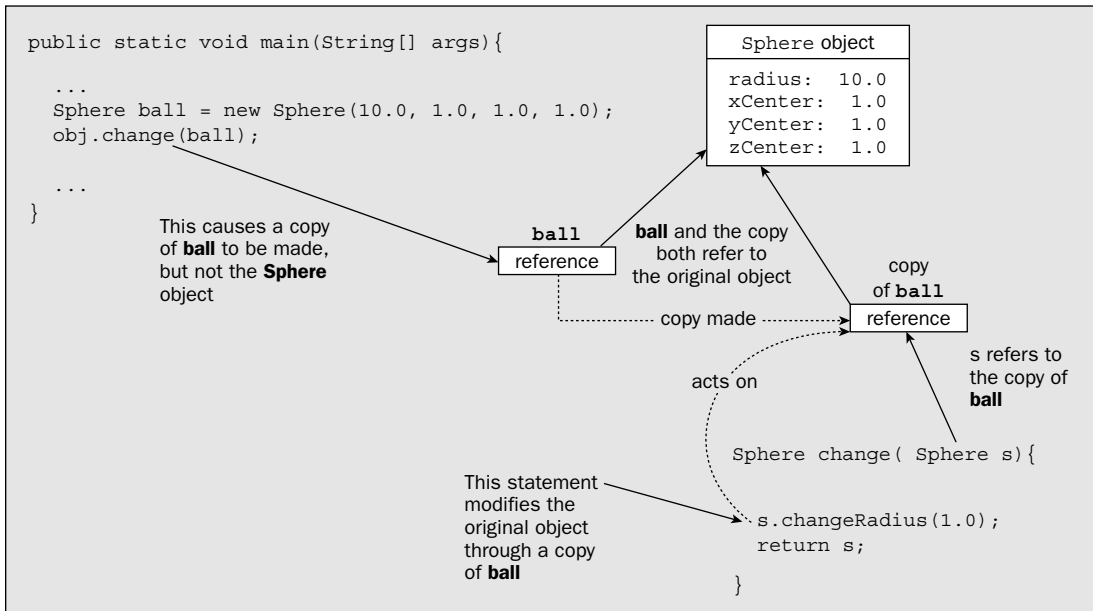 public static void main(String[] args){
...
Sphere ball = new Sphere(10.0, 1.0, 1.0, 1.0);
obj.change(ball);
...
}
Sphere object
radius: 10.0
xCenter: 1.0
yCenter: 1.0
zCenter: 1.0
This causes a copy
of ball to be made,
but not the Sphere
object
ball
reference
ball and the copy
both refer to
the original object
copy
of ball
reference
copy made
acts on
s refers to
the copy of
ball
Sphere change( Sphere s){
This statement
modifies the
original object
through a copy
of ball
s.changeRadius(1.0);
return s;
}